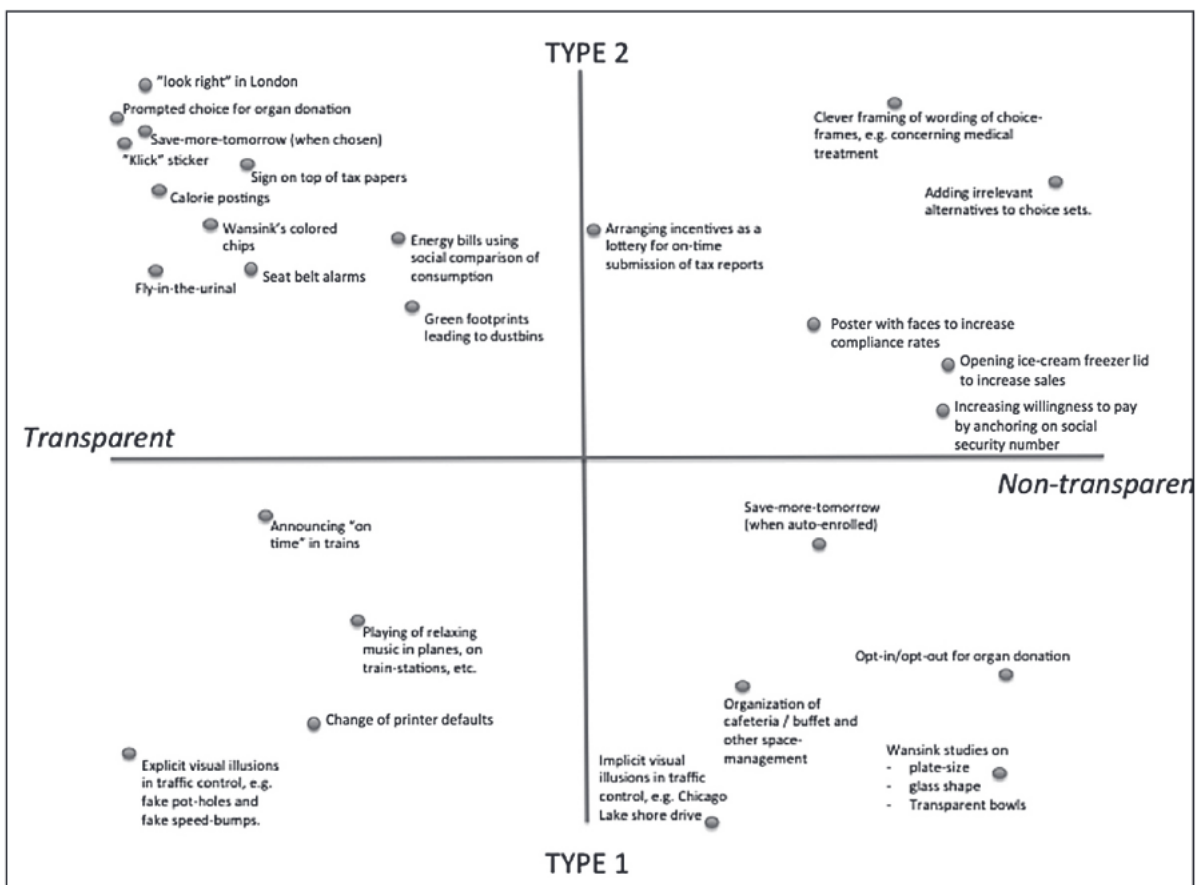 TYPE 2
"look right" in London
Prompted choice for organ donation
Save-more-tomorrow (when chosen)
"Klick" sticker
Sign on top of tax papers
Calorie postings
Wansink's colored
chips
Energy bills using
social comparison of
consumption
Fly-in-the-urinal
Seat belt alarms
Green footprints
leading to dustbins
Clever framing of wording of choice-
frames, e.g. concerning medical
treatment
Adding irrelevant
alternatives to choice sets.
Arranging incentives as a
lottery for on-time
submission of tax reports
Poster with faces to increase
compliance rates
Opening ice-cream freezer lid
to increase sales
Increasing willingness to pay
by anchoring on social
security number
Transparent
Non-transparen
Announcing "on
time" in trains
Playing of relaxing
music in planes, on
train-stations, etc.
Change of printer defaults
Explicit visual illusions
in traffic control, e.g.
fake pot-holes and
fake speed-bumps.
Save-more-tomorrow
(when auto-enrolled)
Opt-in/opt-out for organ donation
Organization of
cafeteria / buffet and
other space-
management
Implicit visual
illusions in traffic
control, e.g. Chicago
Lake shore drive
Wansink studies on
- plate-size
- glass shape
- Transparent bowls
TYPE 1